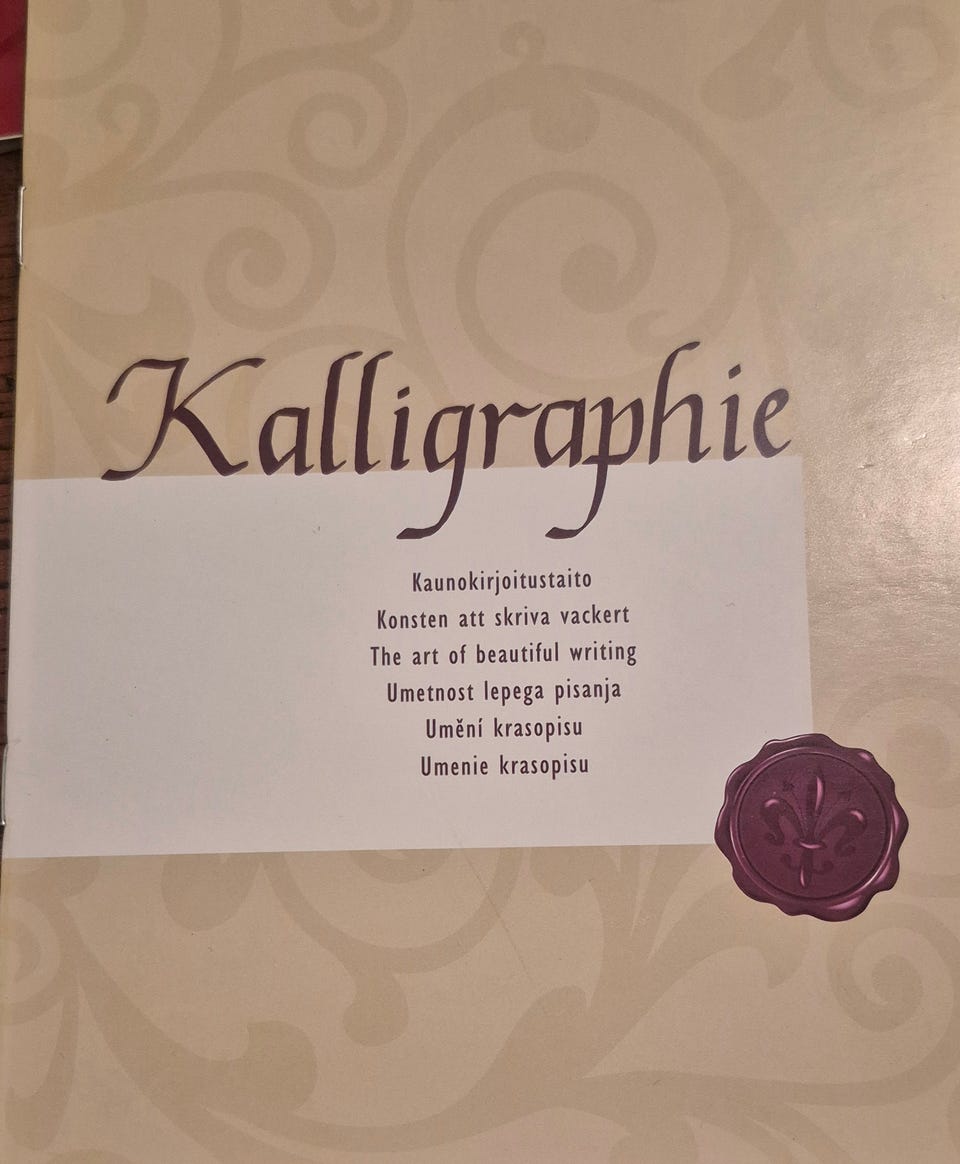 Kalligraphie
Kaunokirjoitustaito
Konsten att skriva vackert
The art of beautiful writing
Umetnost lepega pisanja
Umění krasopisu
Umenie krasopisu